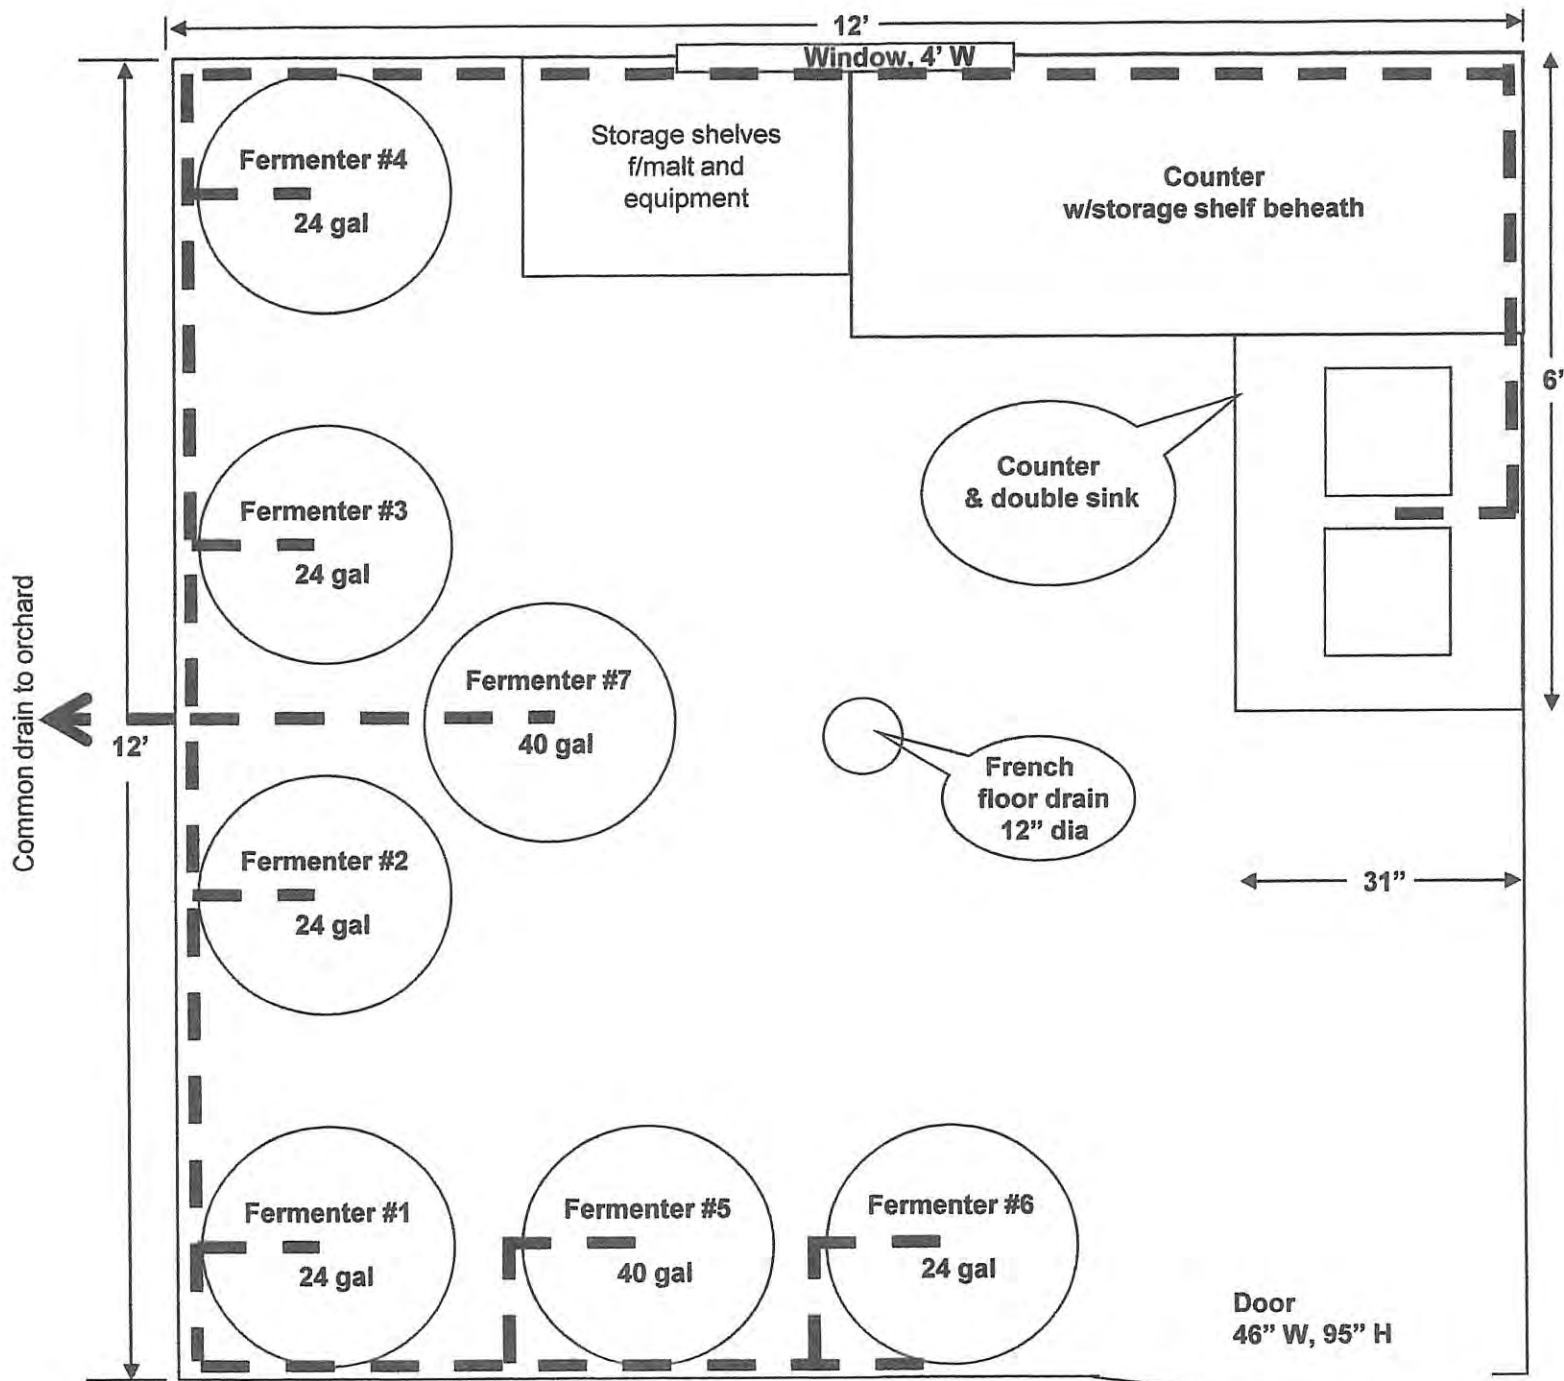 12’
Window, 4’ W
Fermenter #4
24 gal
Storage shelves
f/malt and
equipment
Counter
w/storage shelf beheath
6’
Counter
& double sink
Fermenter #3
24 gal
Common drain to orchard
12’
Fermenter #7
40 gal
French
floor drain
12” dia
Fermenter #2
24 gal
31”
Fermenter #1
24 gal
Fermenter #5
40 gal
Fermenter #6
24 gal
Door
46” W, 95” H